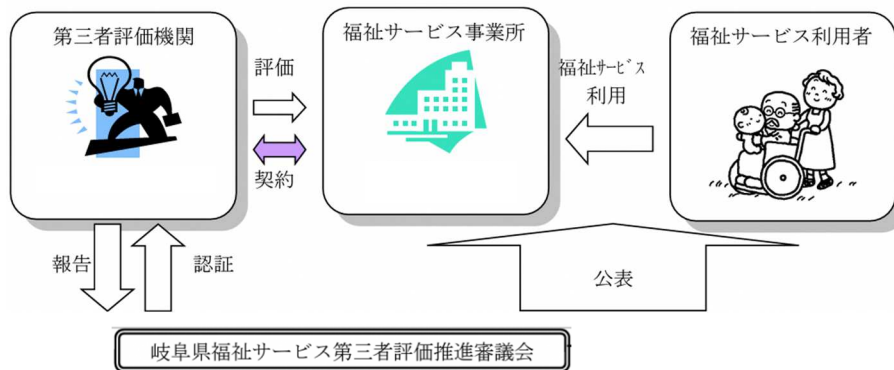 第三者評価機関
福祉サービス事業所
福祉サービス利用者
評価
契約
福祉ｻｰﾋﾞｽ
利用
報告
認証
公表
岐阜県福祉サービス第三者評価推進審議会